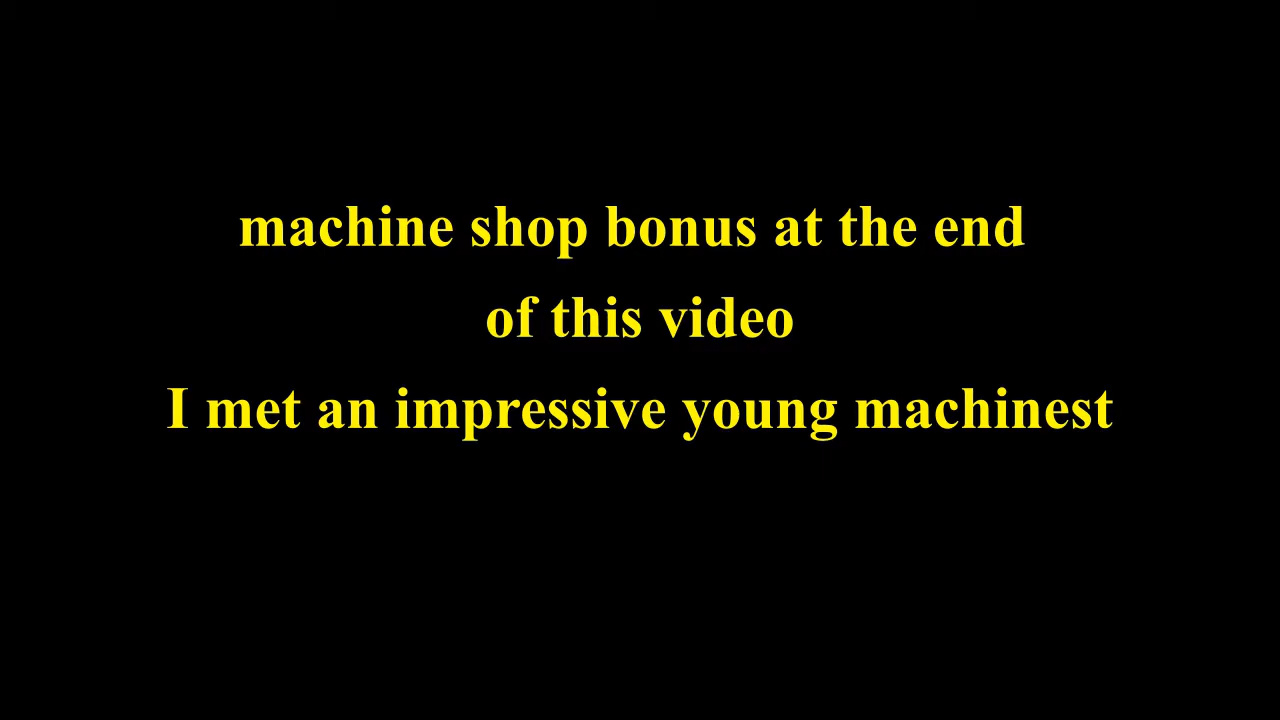 machine shop bonus at the end
of this video
I met an impressive young machinest